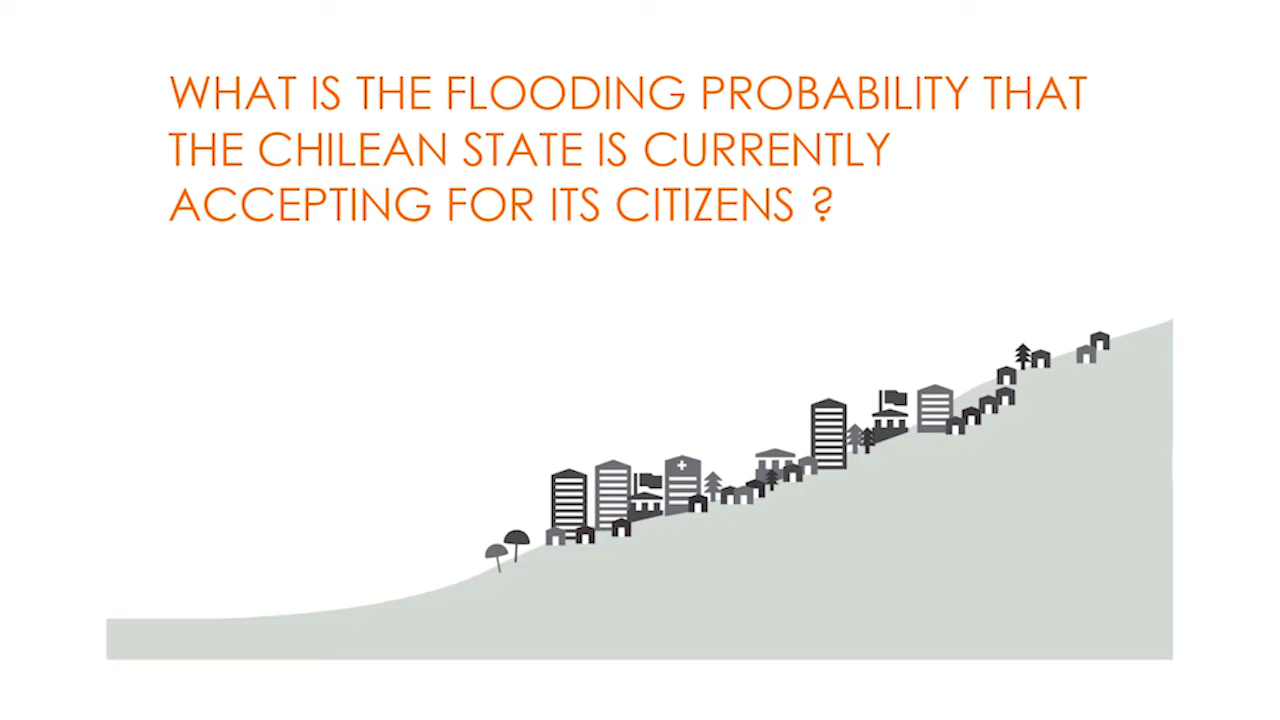 WHAT IS THE FLOODING PROBABILITY THAT
THE CHILEAN STATE IS CURRENTLY
ACCEPTING FOR ITS CITIZENS ?